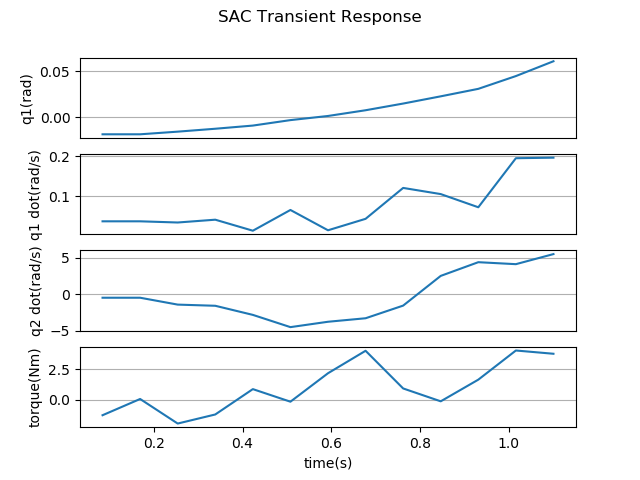 SAC Transient Response
q1(rad)
0.05
0.00
q1 dot(rad/s)
0.2
0.1
q2 dot(rad/s)
5
0
−5
torque(Nm)
2.5
0.0
0.2 0.4 0.6 0.8 1.0
time(s)